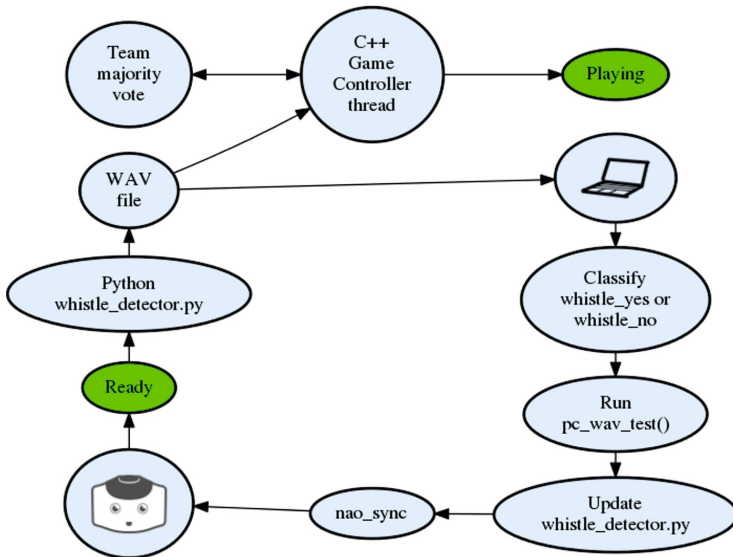 Team
majority
vote
C++
Game
Controller
thread
Playing
WAV
file
Python
whistle_detector.py
Classify
whistle_yes or
whistle_no
Ready
Run
pc_wav_test()
nao_sync
Update
whistle_detector.py